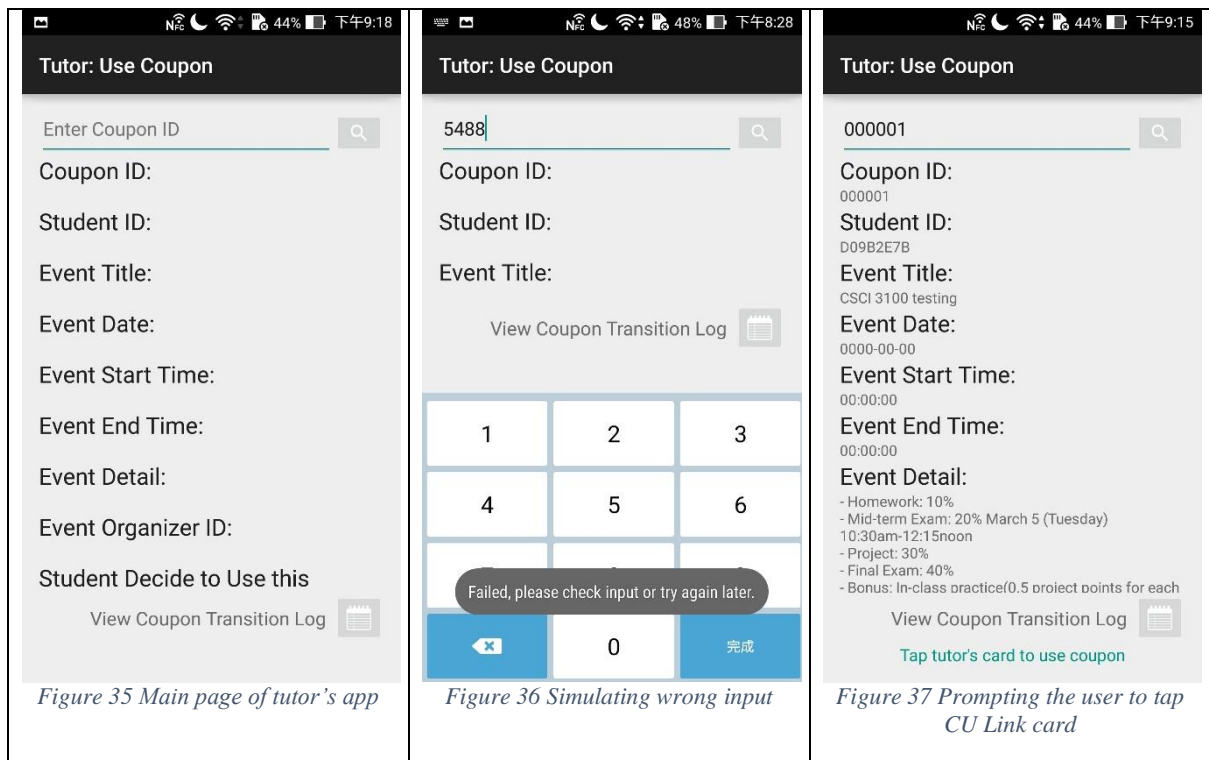 44% 下午9:18
Tutor: Use Coupon
Enter Coupon ID
Coupon ID:
Student ID:
Event Title:
Event Date:
Event Start Time:
Event End Time:
Event Detail:
Event Organizer ID:
Student Decide to Use this
View Coupon Transition Log
Figure 35 Main page of tutor's app
48% 下午8:28
Tutor: Use Coupon
5488
Coupon ID:
Student ID:
Event Title:
View Coupon Transition Log
1 2 3
4 5 6
Failed, please check input or try again later.
0 完成
Figure 36 Simulating wrong input
NFC 44% 下午9:15
Tutor: Use Coupon
000001
Coupon ID:
000001
Student ID:
D09B2E7B
Event Title:
CSCI 3100 testing
Event Date:
0000-00-00
Event Start Time:
00:00:00
Event End Time:
00:00:00
Event Detail:
- Homework: 10%
- Mid-term Exam: 20% March 5 (Tuesday)
10:30am-12:15noon
- Project: 30%
- Final Exam: 40%
- Bonus: In-class practice(0.5 project points for each
View Coupon Transition Log
Tap tutor's card to use coupon
Figure 37 Prompting the user to tap
CU Link card